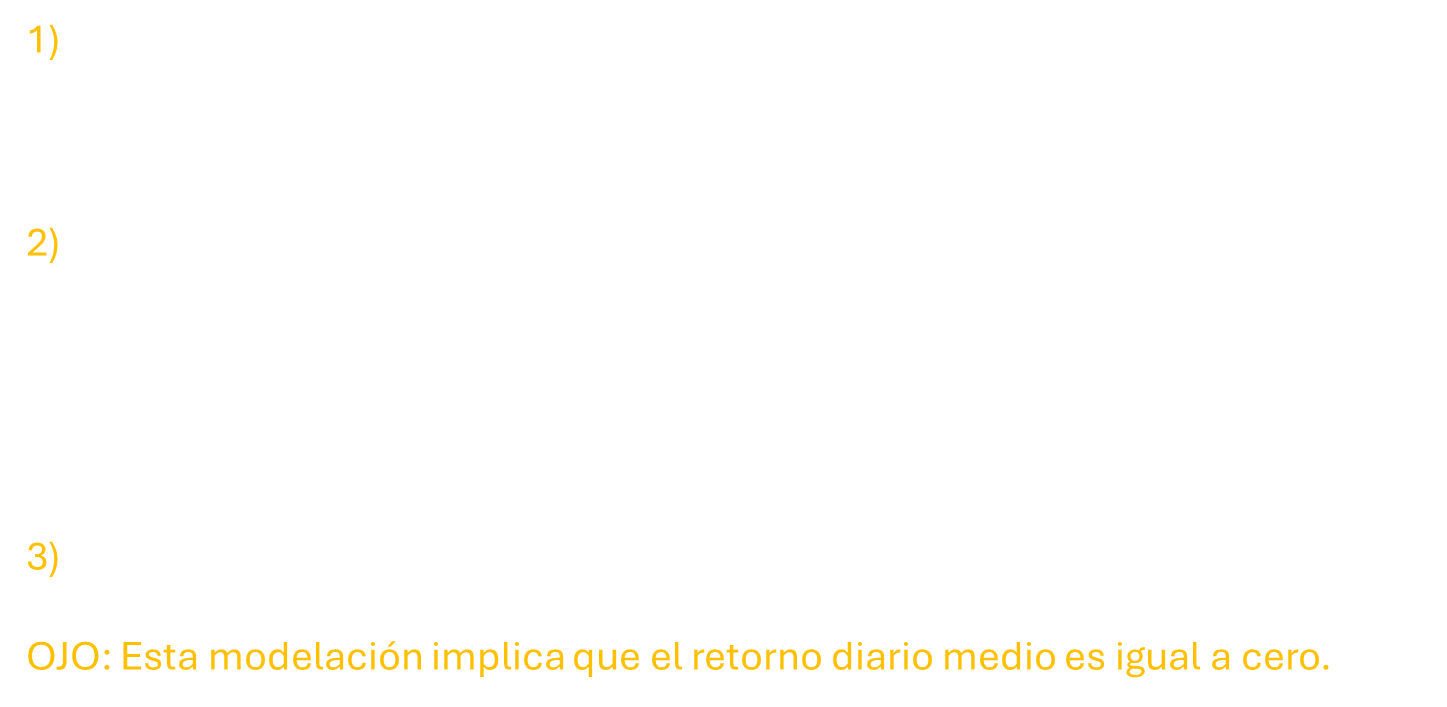 1)
2)
3)
OJO: Esta modelación implica que el retorno diario medio es igual a cero.